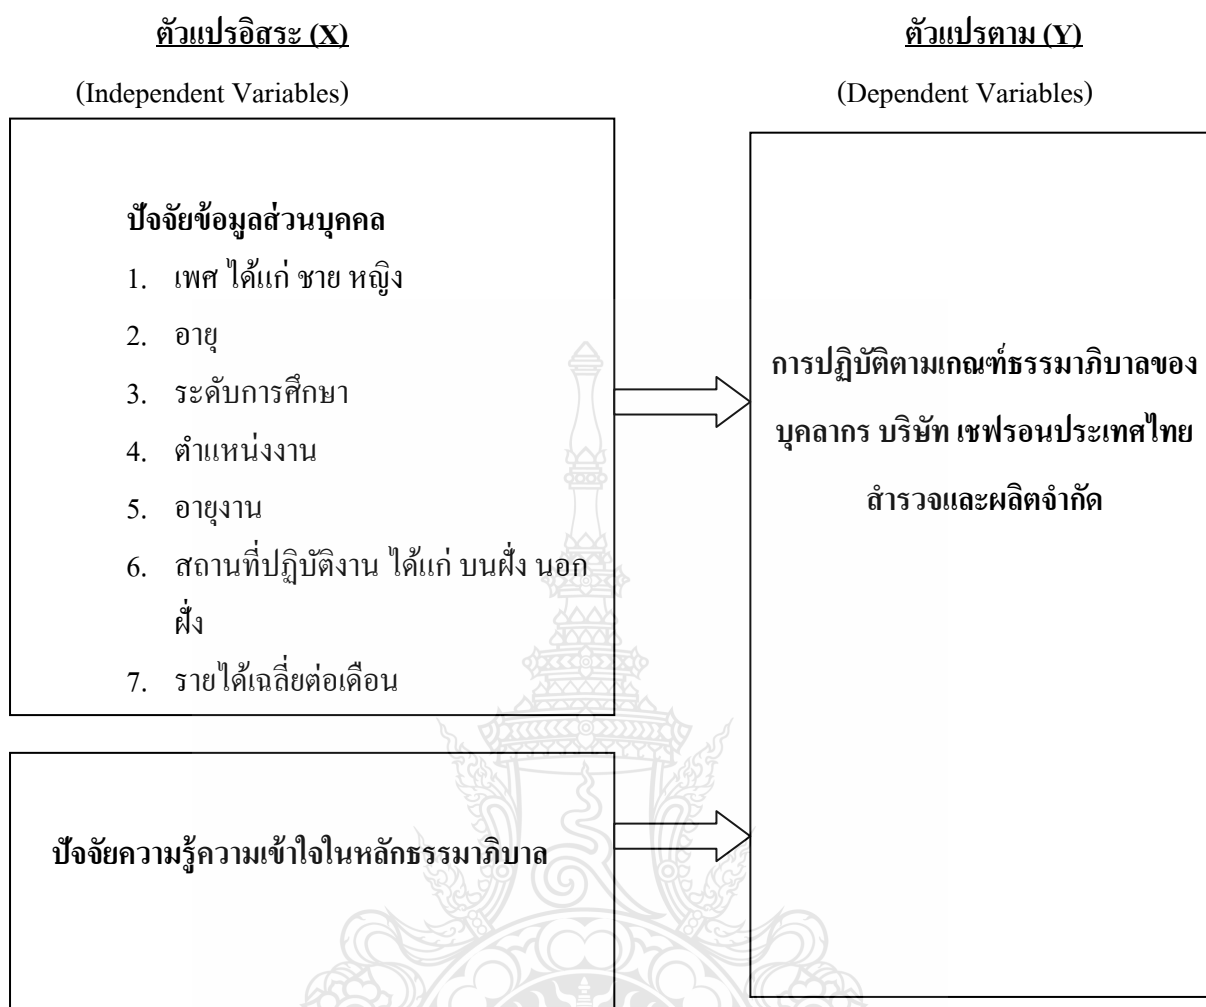 ตัวแปรอิสระ (X)
(Independent Variables)
ปัจจัยข้อมูลส่วนบุคคล
1. เพศ ได้แก่ ชาย หญิง
2. อายุ
3. ระดับการศึกษา
4. ตำแหน่งงาน
5. อายุงาน
6. สถานที่ปฏิบัติงาน ได้แก่ บนฝั่ง นอก
ฝั่ง
7. รายได้เฉลี่ยต่อเดือน
ปัจจัยความรู้ความเข้าใจในหลักธรรมาภิบาล
ตัวแปรตาม (Y)
(Dependent Variables)
การปฏิบัติตามเกณฑ์ธรรมาภิบาลของ
บุคลากร บริษัท เชฟรอนประเทศไทย
สำรวจและผลิตจำกัด